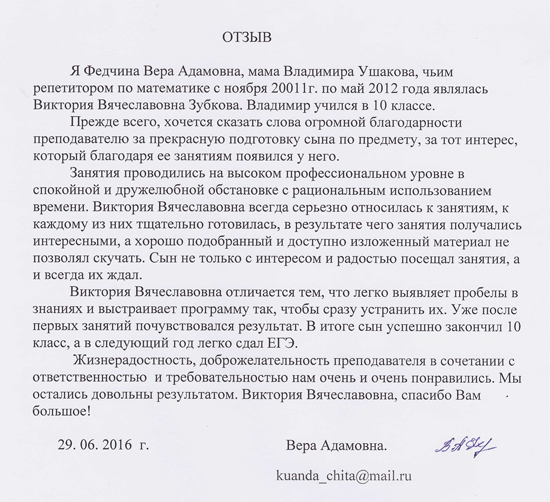 ОТЗЫВ
Я Федчина Вера Адамовна, мама Владимира Ушакова, чьим
репетитором по математике с ноября 20011г. по май 2012 года являлась
Виктория Вячеславовна Зубкова. Владимир учился в 10 классе.
Прежде всего, хочется сказать слова огромной благодарности
преподавателю за прекрасную подготовку сына по предмету, за тот интерес,
который благодаря ее занятиям появился у него.
Занятия проводились на высоком профессиональном уровне в
спокойной и дружелюбной обстановке с рациональным использованием
времени. Виктория Вячеславовна всегда серьезно относилась к занятиям, к
каждому из них тщательно готовилась, в результате чего занятия получались
интересными, а хорошо подобранный и доступно изложенный материал не
позволял скучать. Сын не только с интересом и радостью посещал занятия, а
и всегда их ждал.
Виктория Вячеславовна отличается тем, что легко выявляет пробелы в
знаниях и выстраивает программу так, чтобы сразу устранить их. Уже после
первых занятий почувствовался результат. В итоге сын успешно закончил 10
класс, а в следующий год легко сдал ЕГЭ.
Жизнерадость, доброжелательность преподавателя в сочетании с
ответственностью и требовательностью нам очень и очень понравились. Мы
остались довольны результатом. Виктория Вячеславовна, спасибо Вам
большое!
29. 06. 2016 г. Вера Адамовна.
kuanda_chita@mail.ru